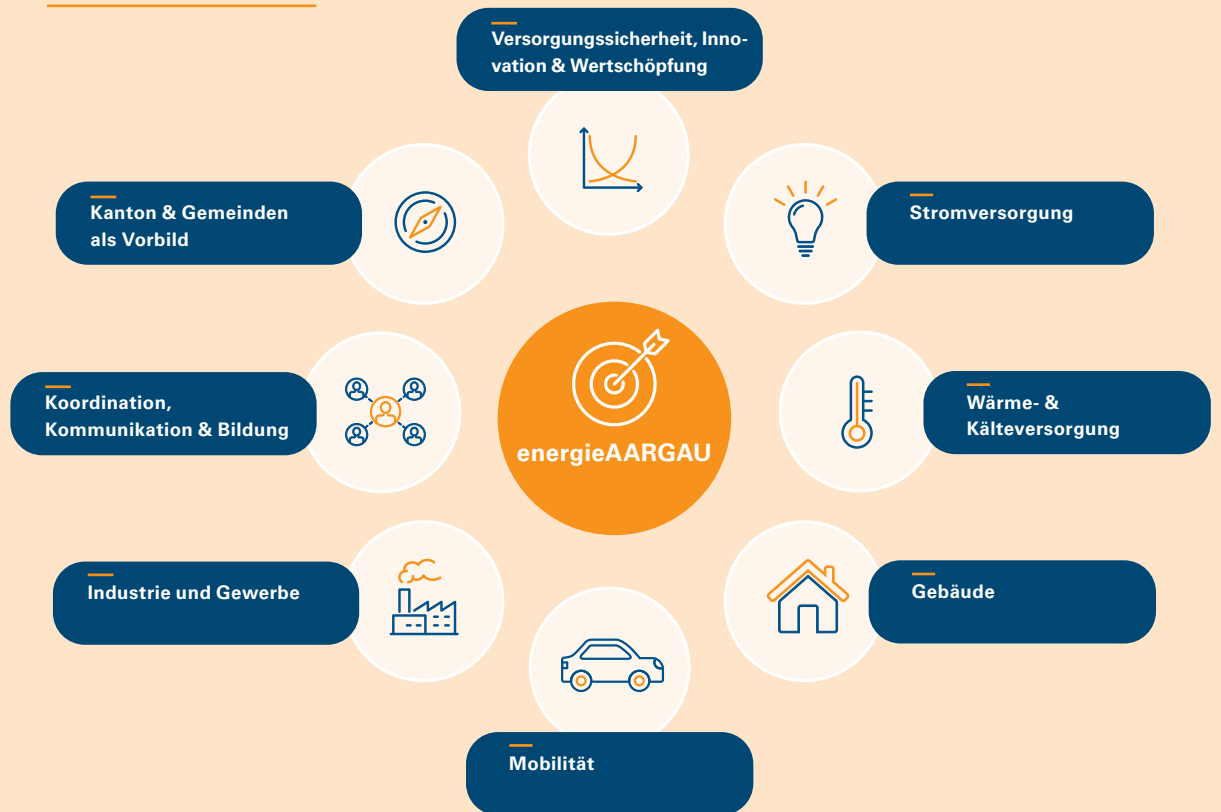 Versorgungssicherheit, Inno-
vation & Wertschöpfung
Kanton & Gemeinden
als Vorbild
Stromversorgung
energieAARGAU
Koordination,
Kommunikation & Bildung
Wärme- &
Kälteversorgung
Industrie und Gewerbe
Gebäude
Mobilität